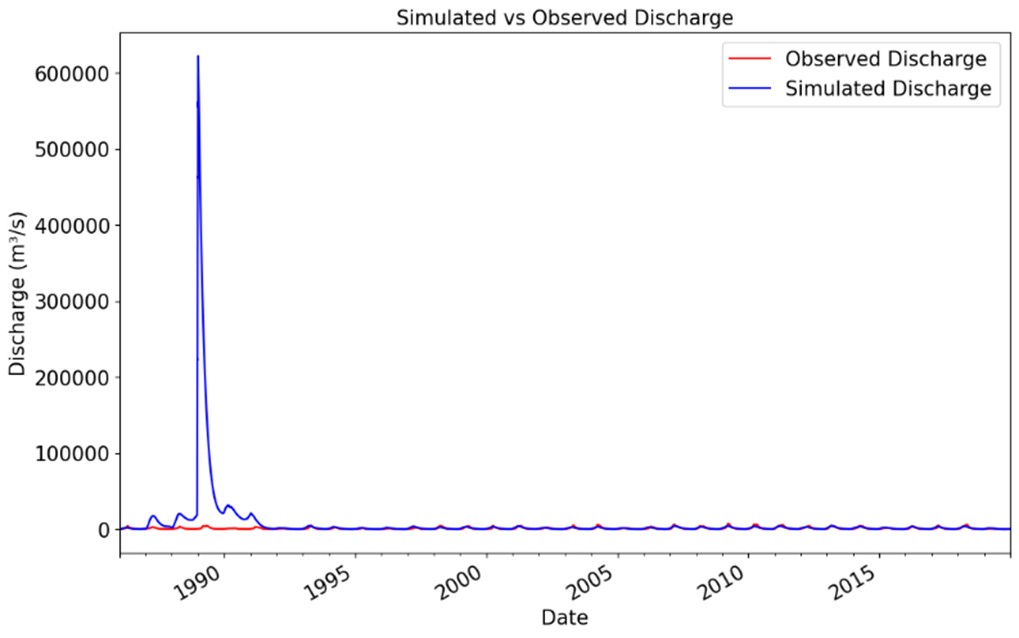 Simulated vs Observed Discharge
Observed Discharge
Simulated Discharge
600000
500000
400000
300000
200000
100000
0
Discharge (m³/s)
1990
1995
2000
2005
2010
2015
Date